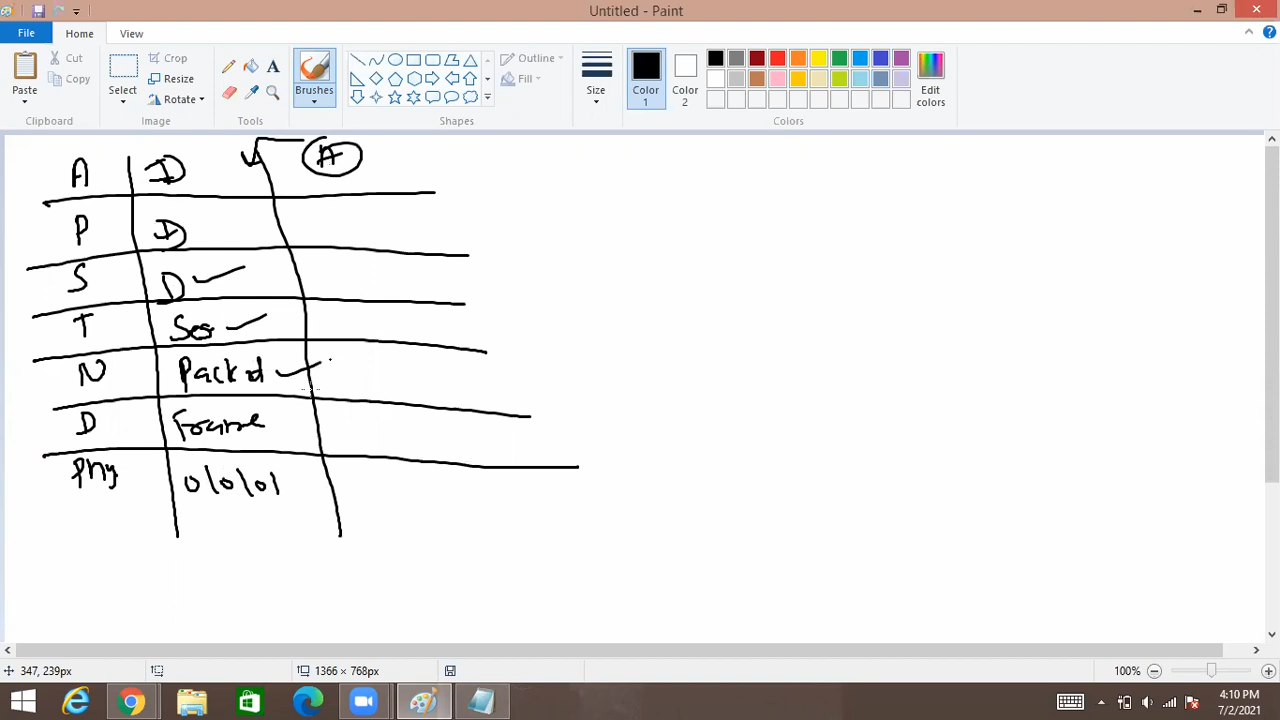 Untitled - Paint
File
Home
View
Paste
Cut
Copy
Clipboard
Select
Crop
Resize
Rotate
Image
Tools
Brushes
Outline
Fill
Shapes
Size
Color 1
Color 2
Edit colors
Colors
A D A
P D
S D
T Seg
N Packet
D Frame
Phy 0101101
347, 239px
1366 × 768px
100%
4:10 PM
7/2/2021